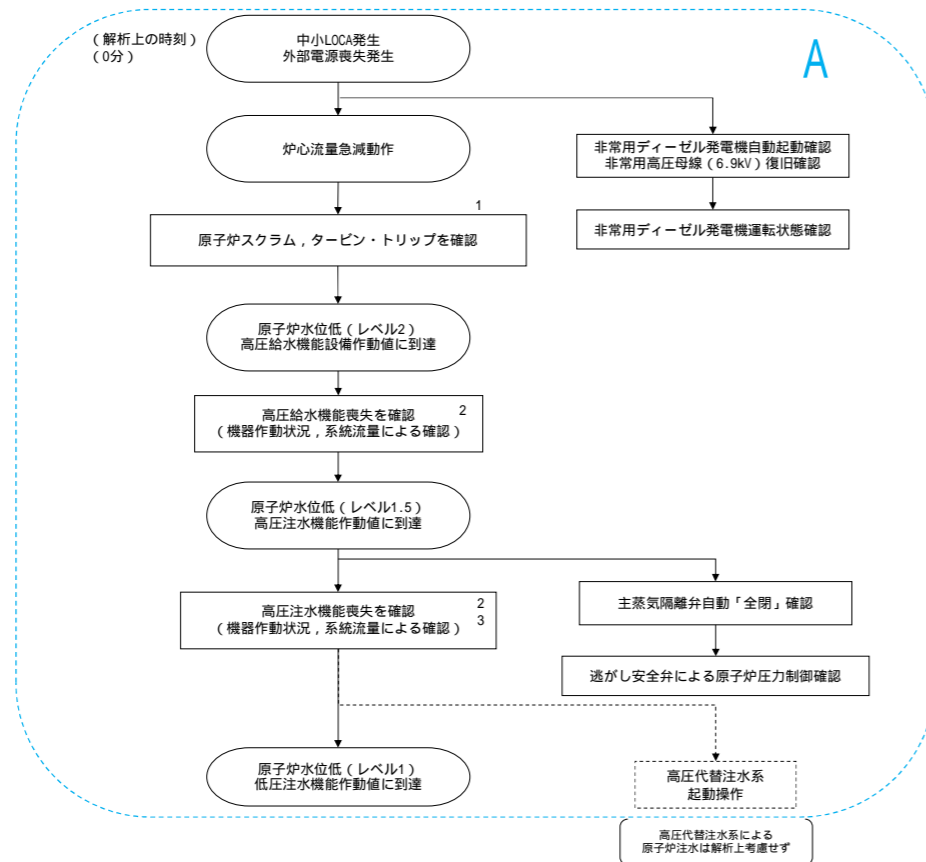 (解析上の時刻)
(0分)
中小LOCA発生
外部電源喪失発生
A
炉心流量急減動作
非常用ディーゼル発電機自動起動確認
非常用高圧母線(6.9kV)復旧確認
1
原子炉スクラム,タービン・トリップを確認
非常用ディーゼル発電機運転状態確認
原子炉水位低(レベル2)
高圧給水機能設備作動値に到達
高圧給水機能喪失を確認
2
(機器作動状況,系統流量による確認)
原子炉水位低(レベル1.5)
高圧注水機能作動値に到達
高圧注水機能喪失を確認
2
(機器作動状況,系統流量による確認)
3
主蒸気隔離弁自動「全閉」確認
逃がし安全弁による原子炉圧力制御確認
原子炉水位低(レベル1)
低圧注水機能作動値に到達
高圧代替注水系
起動操作
高圧代替注水系による
原子炉注水は解析上考慮せず